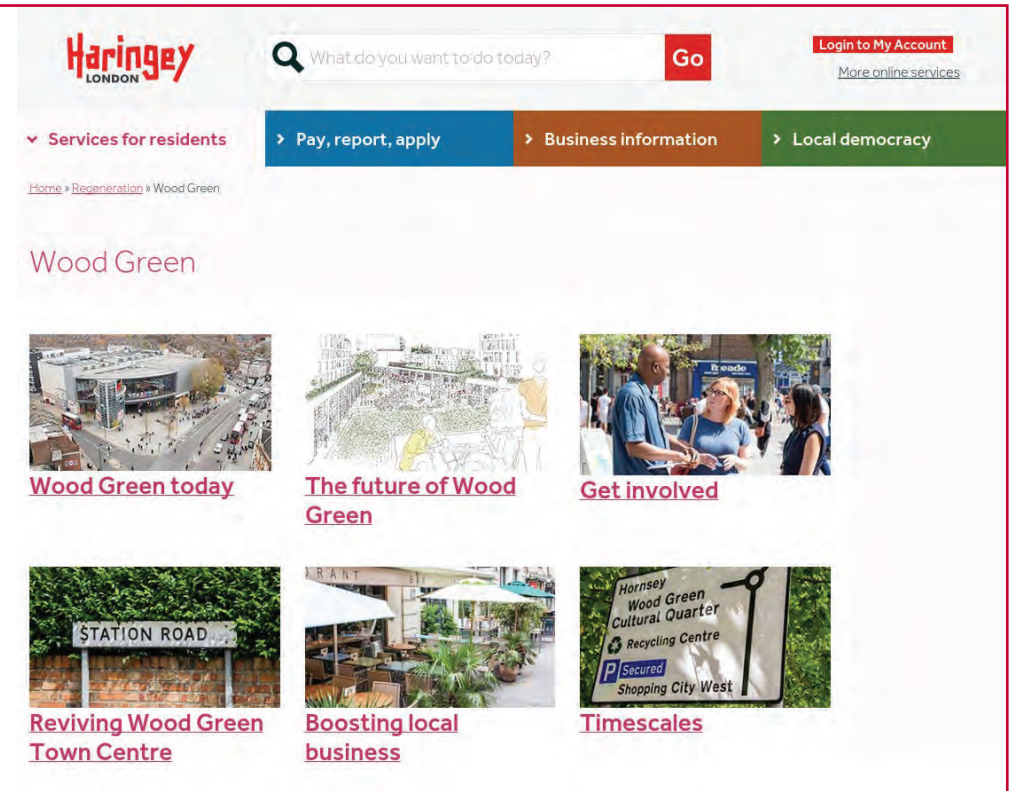 Haringey
LONDON
What do you want to do today?
Go
Login to My Account
More online services
Services for residents
Pay, report, apply
Business information
Local democracy
Home » Regeneration » Wood Green
Wood Green
Wood Green today
The future of Wood
Green
meade
Get involved
STATION ROAD
Reviving Wood Green
Town Centre
RANT
Boosting local
business
Hornsey
Wood Green
Cultural Quarter
Recycling Centre
P Secured
Shopping City West
Timescales